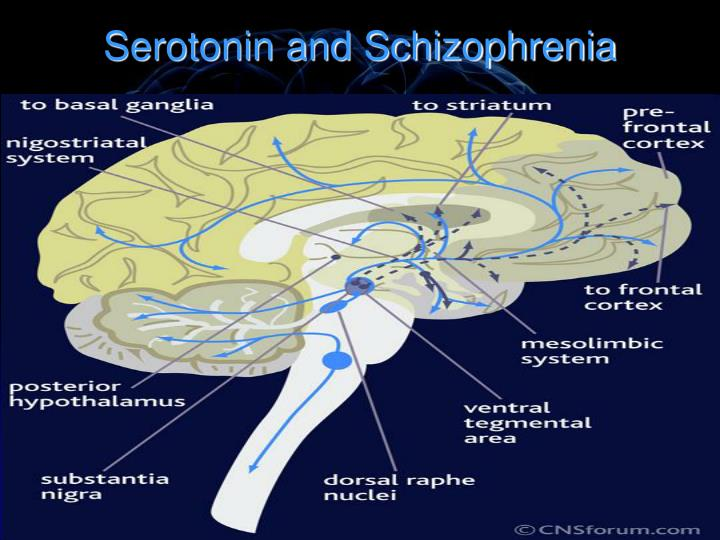 Serotonin and Schizophrenia
to basal ganglia
to striatum
pre-
frontal
cortex
nigostriatal
system
to frontal
cortex
mesolimbic
system
posterior
hypothalamus
ventral
tegmental
area
substantia
nigra
dorsal raphe
nuclei
©CNSforum.com